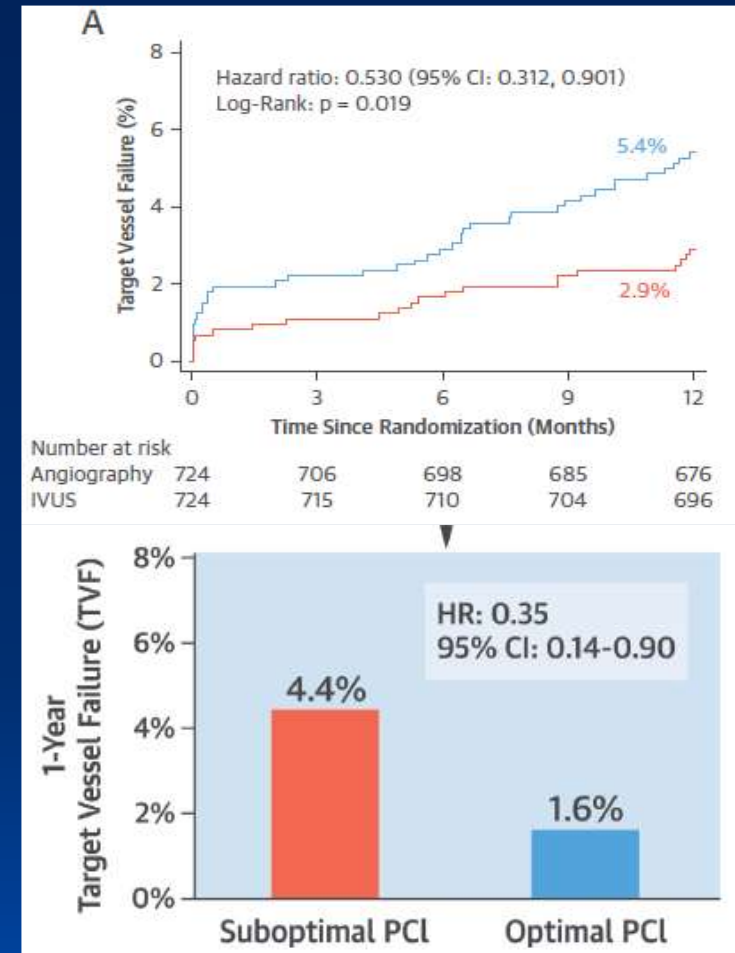 A
8
6
4
2
0
Target Vessel Failure (%)
Hazard ratio: 0.530 (95% CI: 0.312, 0.901)
Log-Rank: p = 0.019
5.4%
2.9%
0 3 6 9 12
Time Since Randomization (Months)
Number at risk
Angiography 724 706 698 685 676
IVUS 724 715 710 704 696
8%
6%
4%
2%
0%
1-Year
Target Vessel Failure (TVF)
HR: 0.35
95% CI: 0.14-0.90
4.4%
1.6%
Suboptimal PCI Optimal PCI